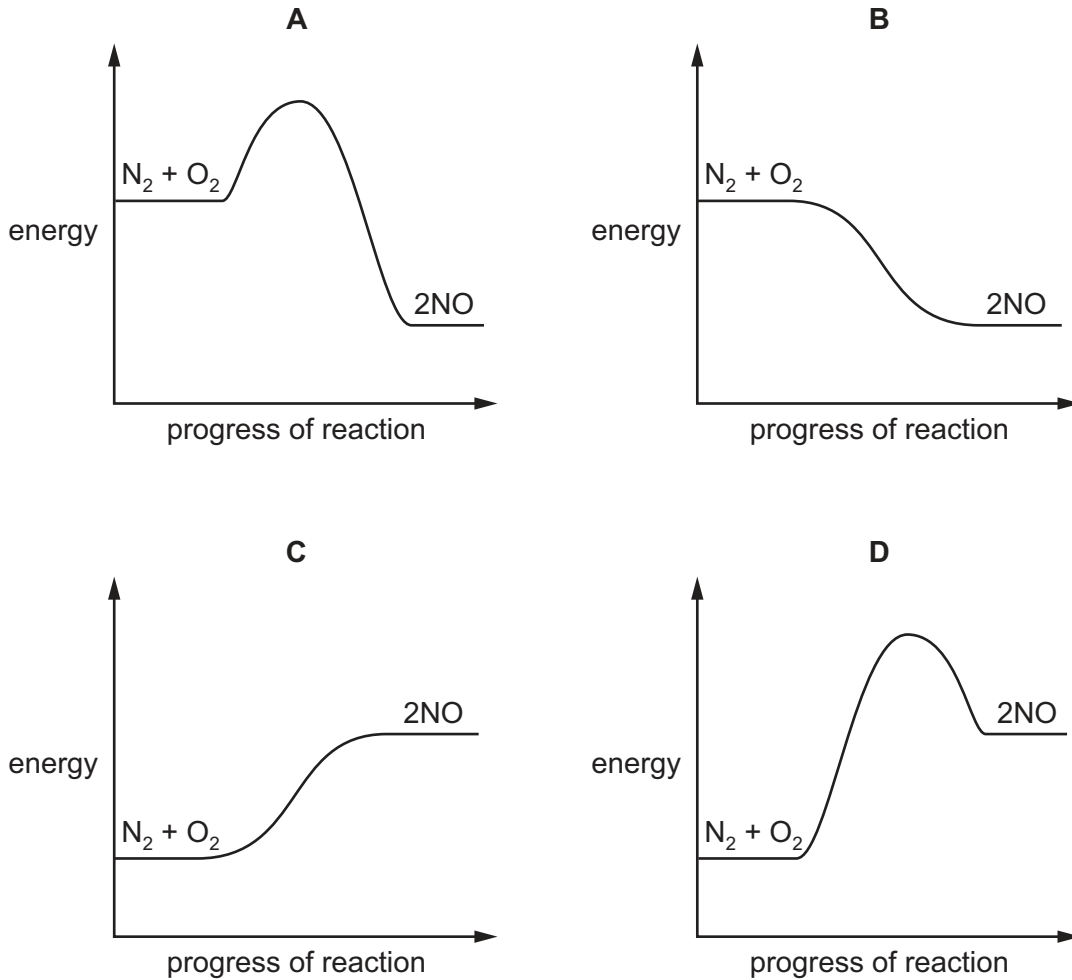 A
N₂ + O₂
energy
2NO
progress of reaction
B
N₂ + O₂
energy
2NO
progress of reaction
C
2NO
energy
N₂ + O₂
progress of reaction
D
2NO
energy
N₂ + O₂
progress of reaction